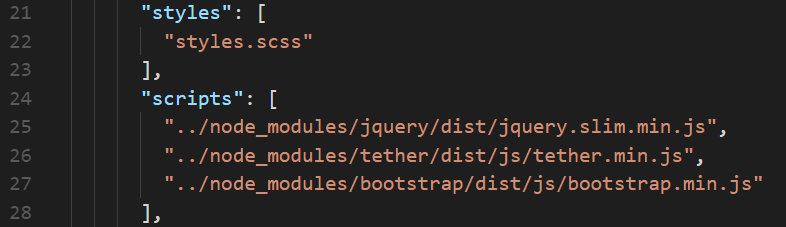 21 "styles": [
22 "styles.scss"
23 ],
24 "scripts": [
25 "../node_modules/jquery/dist/jquery.slim.min.js",
26 "../node_modules/tether/dist/js/tether.min.js",
27 "../node_modules/bootstrap/dist/js/bootstrap.min.js"
28 ],